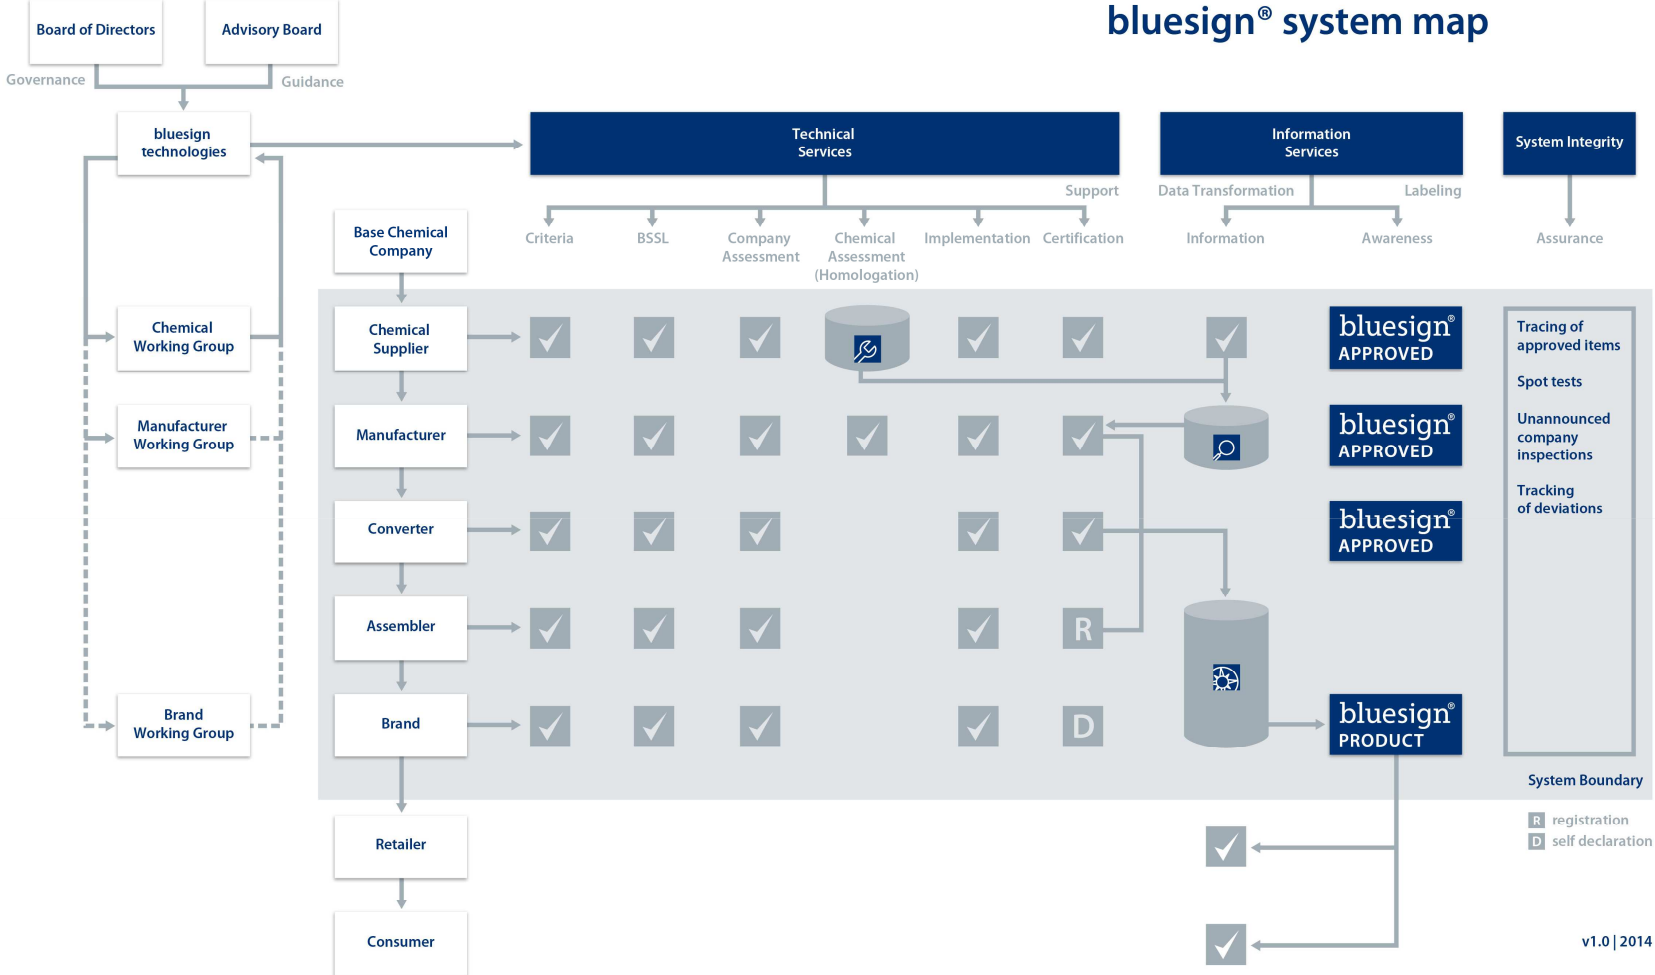 bluesign® system map
Board of Directors
Advisory Board
Governance
Guidance
bluesign
technologies
Technical
Services
Information
Services
System Integrity
Support
Data Transformation
Labeling
Base Chemical
Company
Criteria
BSSL
Company
Assessment
Chemical
Assessment
(Homologation)
Implementation
Certification
Information
Awareness
Assurance
Chemical
Working Group
Chemical
Supplier
bluesign®
APPROVED
Tracing of
approved items
Spot tests
Unannounced
company
inspections
Tracking
of deviations
Manufacturer
Working Group
Manufacturer
bluesign®
APPROVED
Converter
bluesign®
APPROVED
Assembler
R
Brand
Working Group
Brand
D
bluesign®
PRODUCT
System Boundary
R registration
D self declaration
Retailer
Consumer
v1.0 | 2014